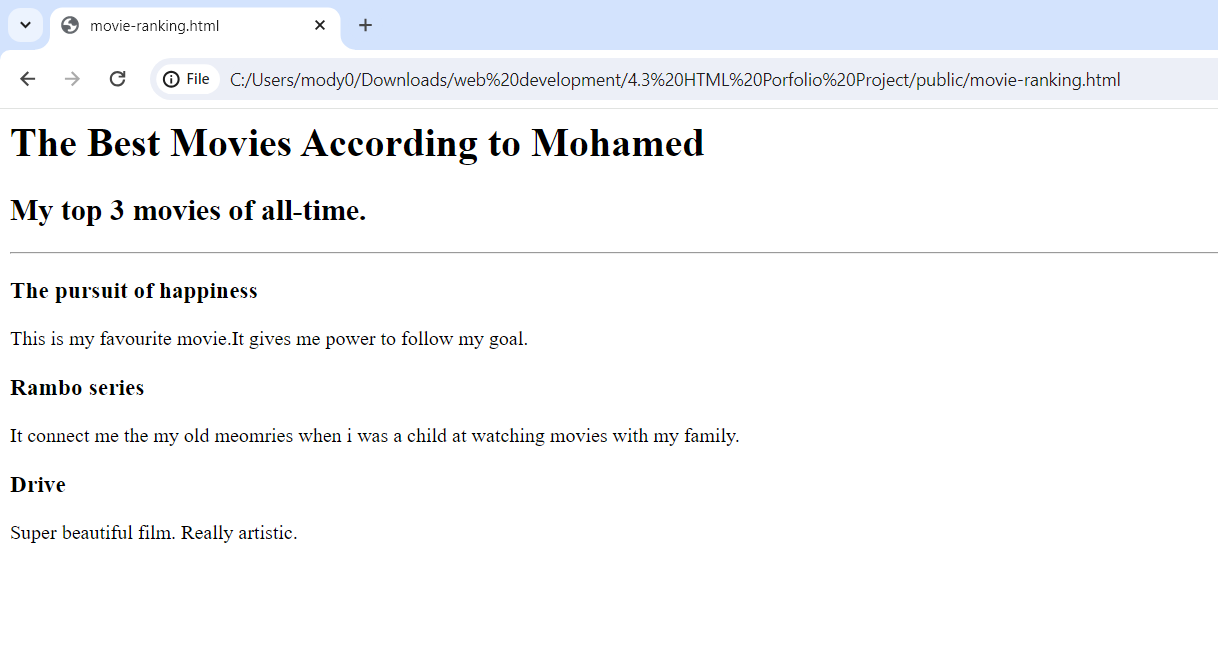 movie-ranking.html
File C:/Users/mody0/Downloads/web%20development/4.3%20HTML%20Porfolio%20Project/public/movie-ranking.html
The Best Movies According to Mohamed
My top 3 movies of all-time.
The pursuit of happiness
This is my favourite movie.It gives me power to follow my goal.
Rambo series
It connect me the my old meomries when i was a child at watching movies with my family.
Drive
Super beautiful film. Really artistic.